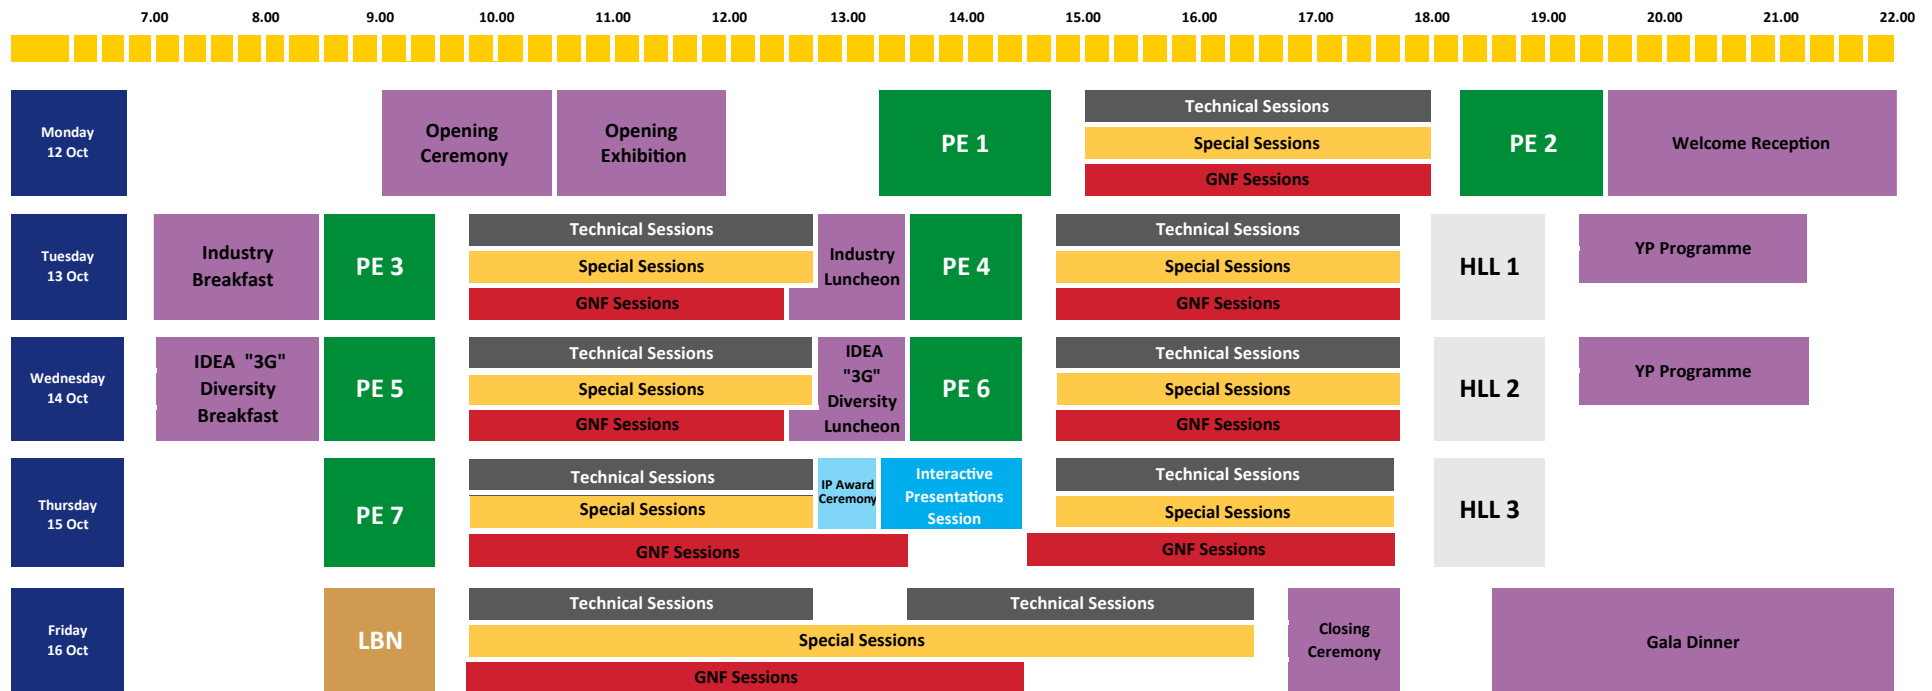 7.00 8.00 9.00 10.00 11.00 12.00 13.00 14.00 15.00 16.00 17.00 18.00 19.00 20.00 21.00 22.00
Monday
12 Oct
Opening
Ceremony
Opening
Exhibition
PE 1
Technical Sessions
Special Sessions
GNF Sessions
PE 2
Welcome Reception
Tuesday
13 Oct
Industry
Breakfast
PE 3
Technical Sessions
Special Sessions
GNF Sessions
Industry
Luncheon
PE 4
Technical Sessions
Special Sessions
GNF Sessions
HLL 1
YP Programme
Wednesday
14 Oct
IDEA "3G"
Diversity
Breakfast
PE 5
Technical Sessions
Special Sessions
GNF Sessions
IDEA
"3G"
Diversity
Luncheon
PE 6
Technical Sessions
Special Sessions
GNF Sessions
HLL 2
YP Programme
Thursday
15 Oct
PE 7
Technical Sessions
Special Sessions
GNF Sessions
IP Award
Ceremony
Interactive
Presentations
Session
Technical Sessions
Special Sessions
GNF Sessions
HLL 3
Friday
16 Oct
LBN
Technical Sessions
Technical Sessions
Special Sessions
GNF Sessions
Closing
Ceremony
Gala Dinner